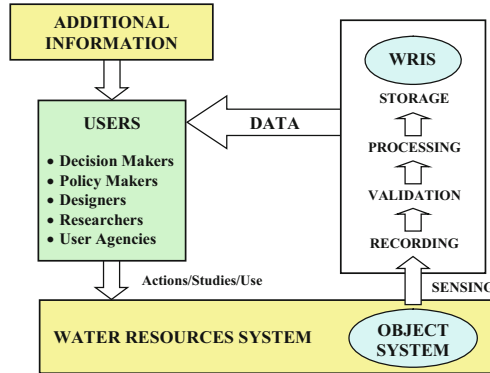 ADDITIONAL
INFORMATION
USERS
• Decision Makers
• Policy Makers
• Designers
• Researchers
• User Agencies
DATA
WRIS
STORAGE
PROCESSING
VALIDATION
RECORDING
SENSING
Actions/Studies/Use
WATER RESOURCES SYSTEM
OBJECT
SYSTEM